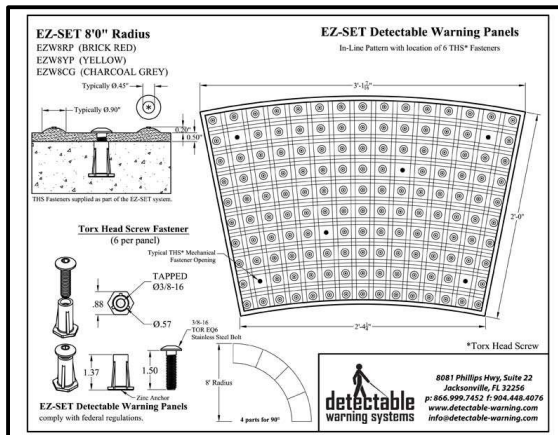 EZ-SET 8'0" Radius
EZW8RP (BRICK RED)
EZW8YP (YELLOW)
EZW8CG (CHARCOAL GREY)
EZ-SET Detectable Warning Panels
In-Line Pattern with location of 6 THS* Fasteners
Typically Ø.45"
*
Typically Ø.90"
0.20"
0.50"
THS Fasteners supplied as part of the EZ-SET system.
2'-0"
Torx Head Screw Fastener
(6 per panel)
Typical THS* Mechanical
Fastener Opening
TAPPED
Ø3/8-16
.88
Ø.57
3/8-16
TOR EQ6
Stainless Steel Bolt
*Torx Head Screw
1.37
1.50
Zinc Anchor
8' Radius
4 parts for 90°
EZ-SET Detectable Warning Panels
comply with federal regulations.
detectable
warning systems
8081 Phillips Hwy, Suite 22
Jacksonville, FL 32256
p: 866.999.7452 f: 904.448.4076
www.detectable-warning.com
info@detectable-warning.com